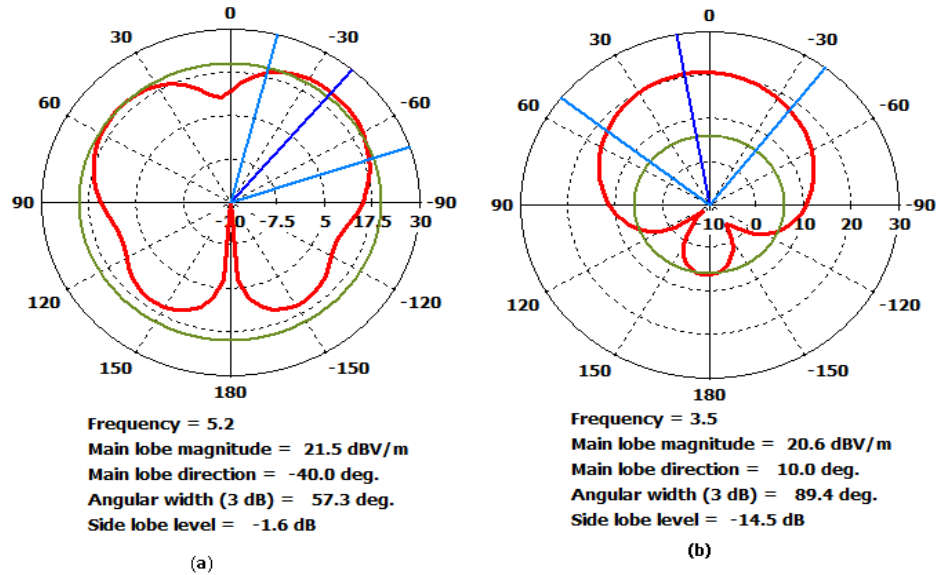 0
30
-30
60
-60
90
-10 -7.5 5 17.5 30
-90
120
-120
150
-150
180
Frequency = 5.2
Main lobe magnitude = 21.5 dBV/m
Main lobe direction = -40.0 deg.
Angular width (3 dB) = 57.3 deg.
Side lobe level = -1.6 dB
(a)
0
30
-30
60
-60
90
-10 0 10 20 30
-90
120
-120
150
-150
180
Frequency = 3.5
Main lobe magnitude = 20.6 dBV/m
Main lobe direction = 10.0 deg.
Angular width (3 dB) = 89.4 deg.
Side lobe level = -14.5 dB
(b)